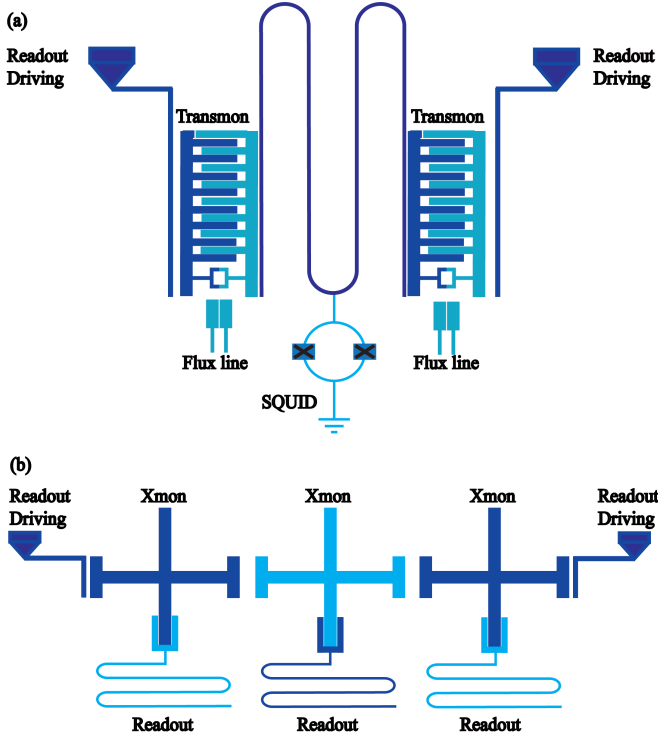 (a)
Readout
Driving
Readout
Driving
Transmon
Transmon
Flux line
Flux line
SQUID
(b)
Readout
Driving
Xmon
Xmon
Xmon
Readout
Driving
Readout
Readout
Readout